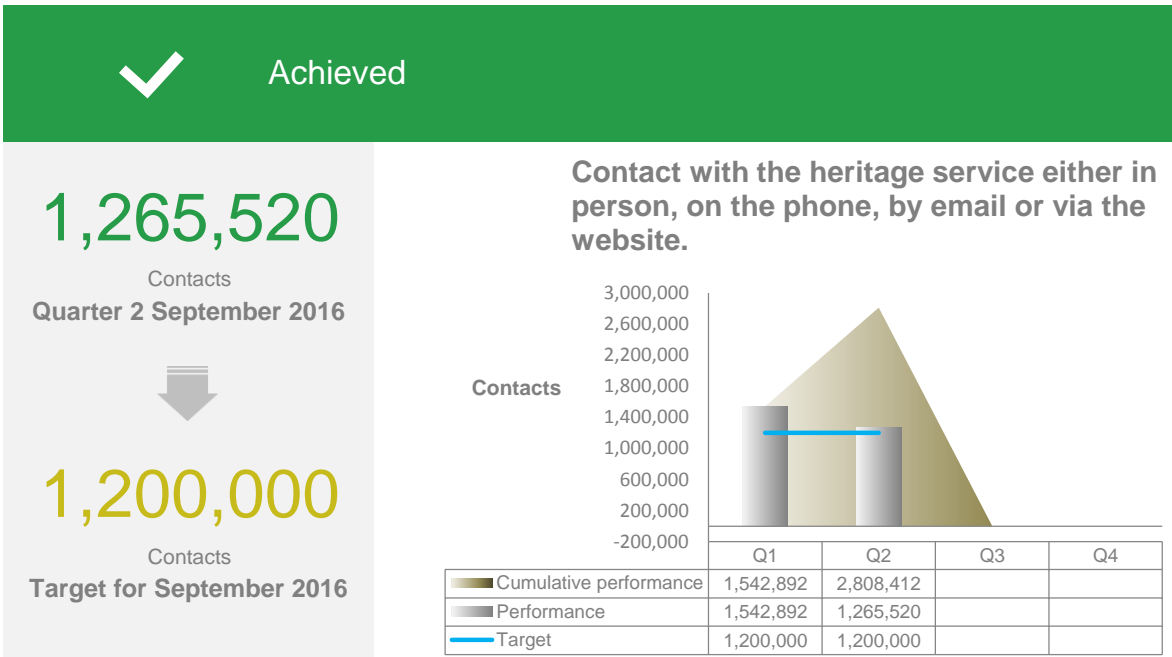 Achieved
1,265,520
Contacts
Quarter 2 September 2016
1,200,000
Contacts
Target for September 2016
Contact with the heritage service either in
person, on the phone, by email or via the
website.
Contacts
3,000,000
2,600,000
2,200,000
1,800,000
1,400,000
1,000,000
600,000
200,000
-200,000
Q1 Q2 Q3 Q4
Cumulative performance 1,542,892 2,808,412
Performance 1,542,892 1,265,520
Target 1,200,000 1,200,000